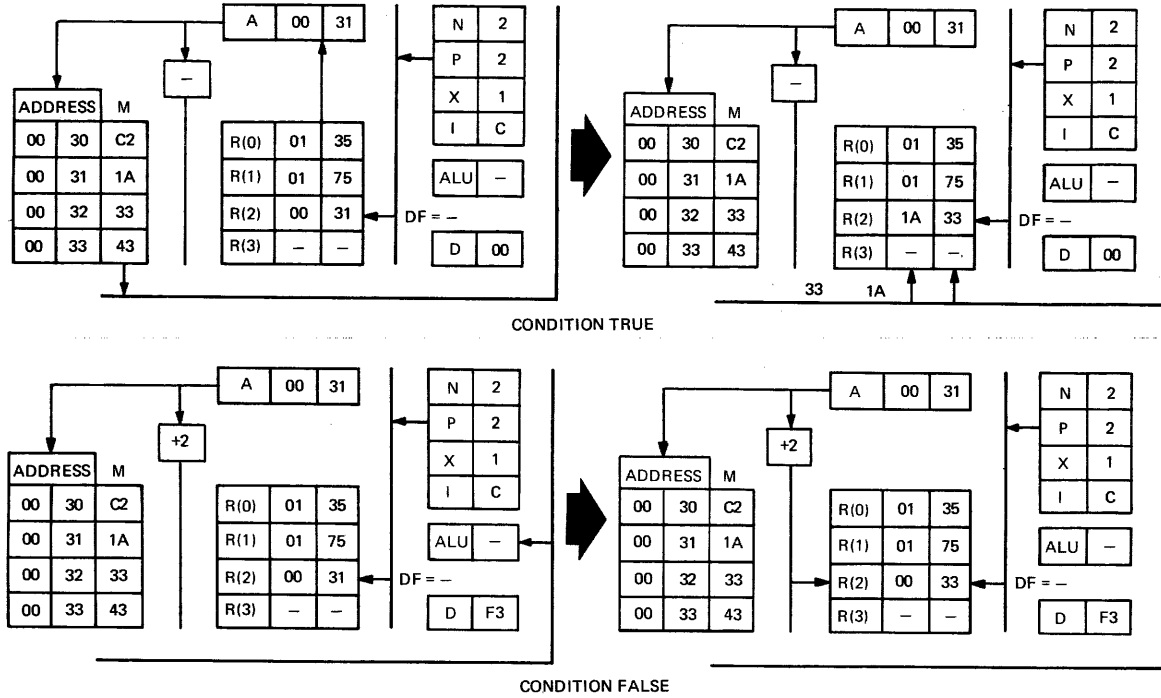 A 00 31
N 2
P 2
X 1
I C
ALU –
DF = –
D 00
–
ADDRESS M
00 30 C2
00 31 1A
00 32 33
00 33 43
R(0) 01 35
R(1) 01 75
R(2) 00 31
R(3) – –
A 00 31
N 2
P 2
X 1
I C
ALU –
DF = –
D 00
–
ADDRESS M
00 30 C2
00 31 1A
00 32 33
00 33 43
R(0) 01 35
R(1) 01 75
R(2) 1A 33
R(3) – –
33 1A
CONDITION TRUE
A 00 31
N 2
P 2
X 1
I C
ALU –
DF = –
D F3
+2
ADDRESS M
00 30 C2
00 31 1A
00 32 33
00 33 43
R(0) 01 35
R(1) 01 75
R(2) 00 31
R(3) – –
A 00 31
N 2
P 2
X 1
I C
ALU –
DF = –
D F3
+2
ADDRESS M
00 30 C2
00 31 1A
00 32 33
00 33 43
R(0) 01 35
R(1) 01 75
R(2) 00 33
R(3) – –
CONDITION FALSE